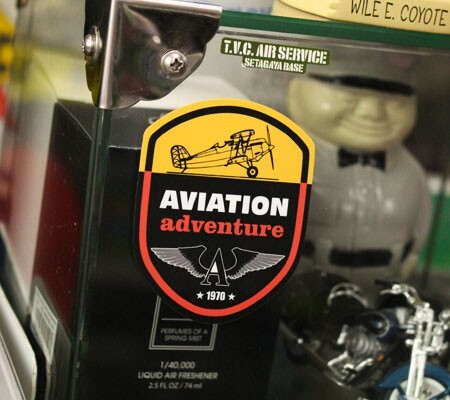 WILE E. COYOTE
T.V.C. AIR SERVICE
SETAGAYA BASE
AVIATION
adventure
A
★ 1970 ★
PERFUMES OF A
SPRING MIST
1/40,000
LIQUID AIR FRESHENER
2.5 FL OZ / 74 ml